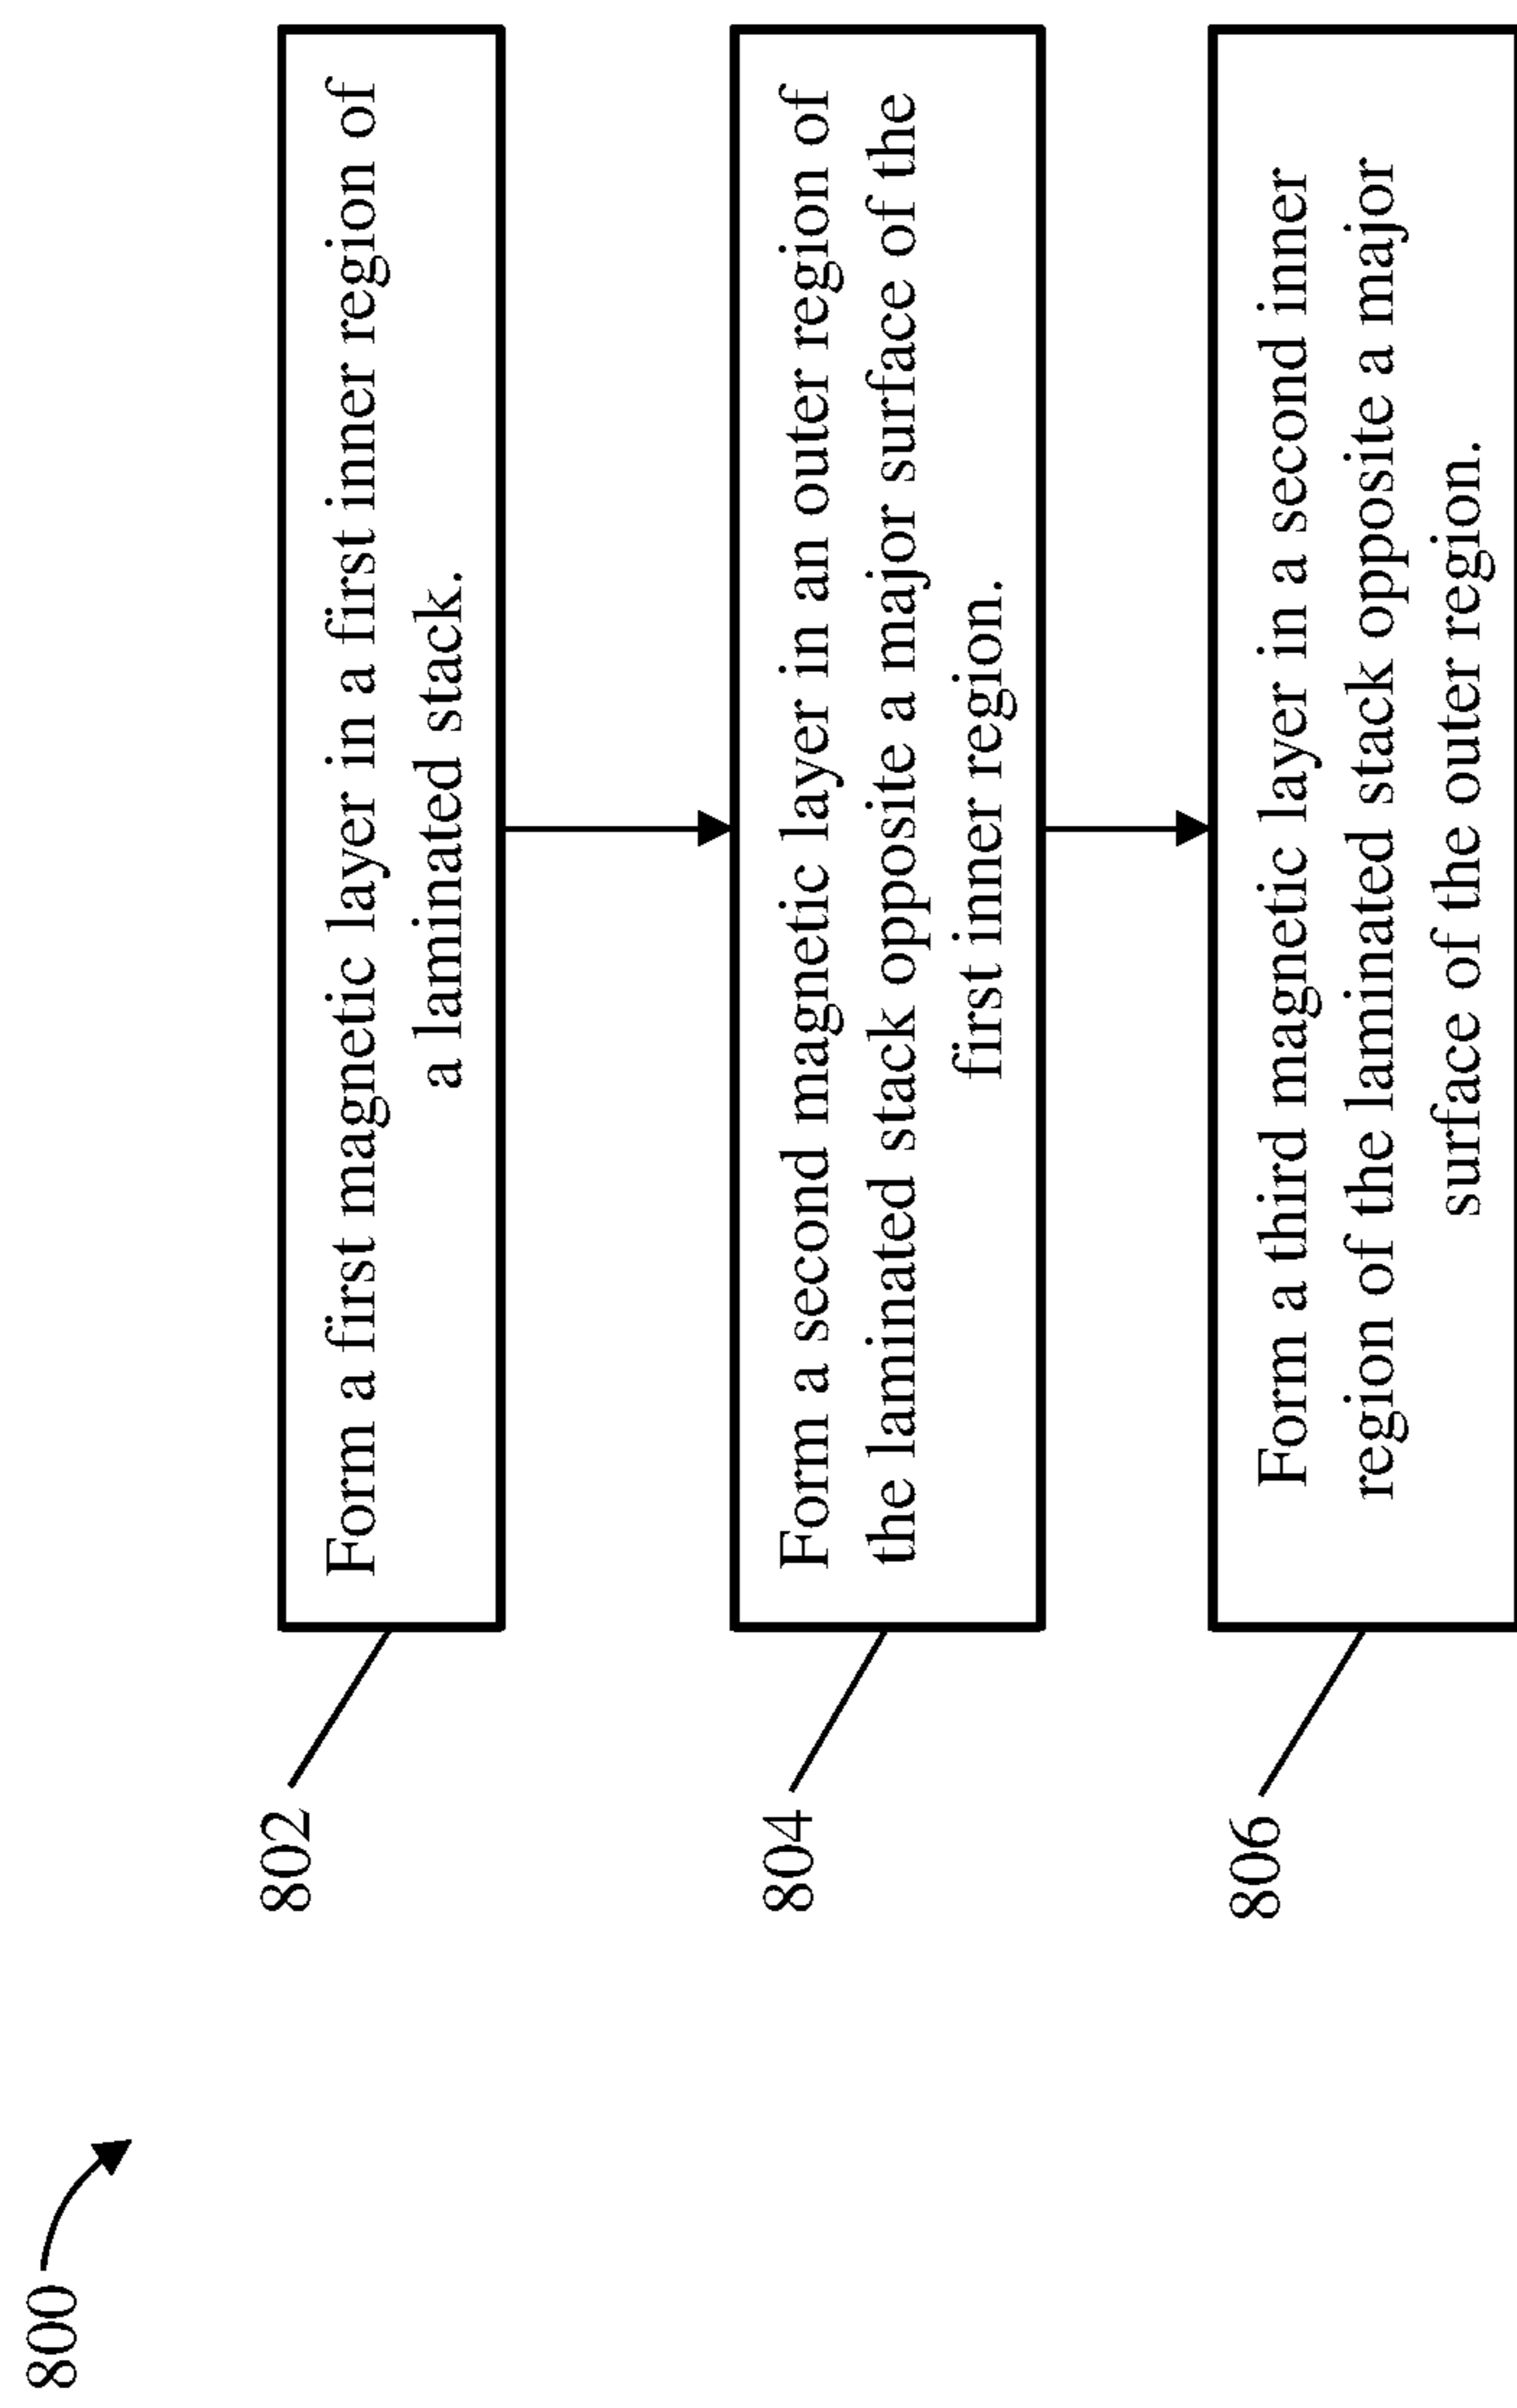 800
802
Form a first magnetic layer in a first inner region of
a laminated stack.
804
Form a second magnetic layer in an outer region of
the laminated stack opposite a major surface of the
first inner region.
806
Form a third magnetic layer in a second inner
region of the laminated stack opposite a major
surface of the outer region.